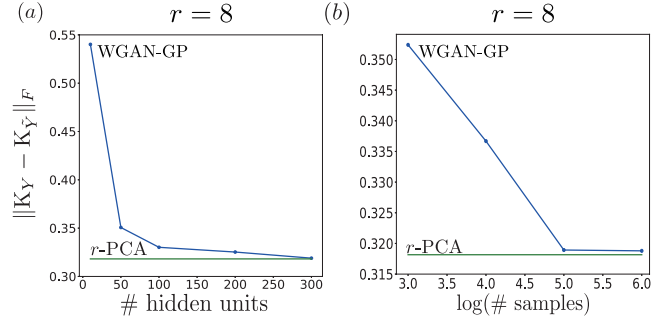 (a) r = 8
0.55
0.50
0.45
0.40
0.35
0.30
||K_Y − K_Ỹ||_F
WGAN-GP
r-PCA
0 50 100 150 200 250 300
# hidden units
(b) r = 8
0.350
0.345
0.340
0.335
0.330
0.325
0.320
0.315
WGAN-GP
r-PCA
3.0 3.5 4.0 4.5 5.0 5.5 6.0
log(# samples)